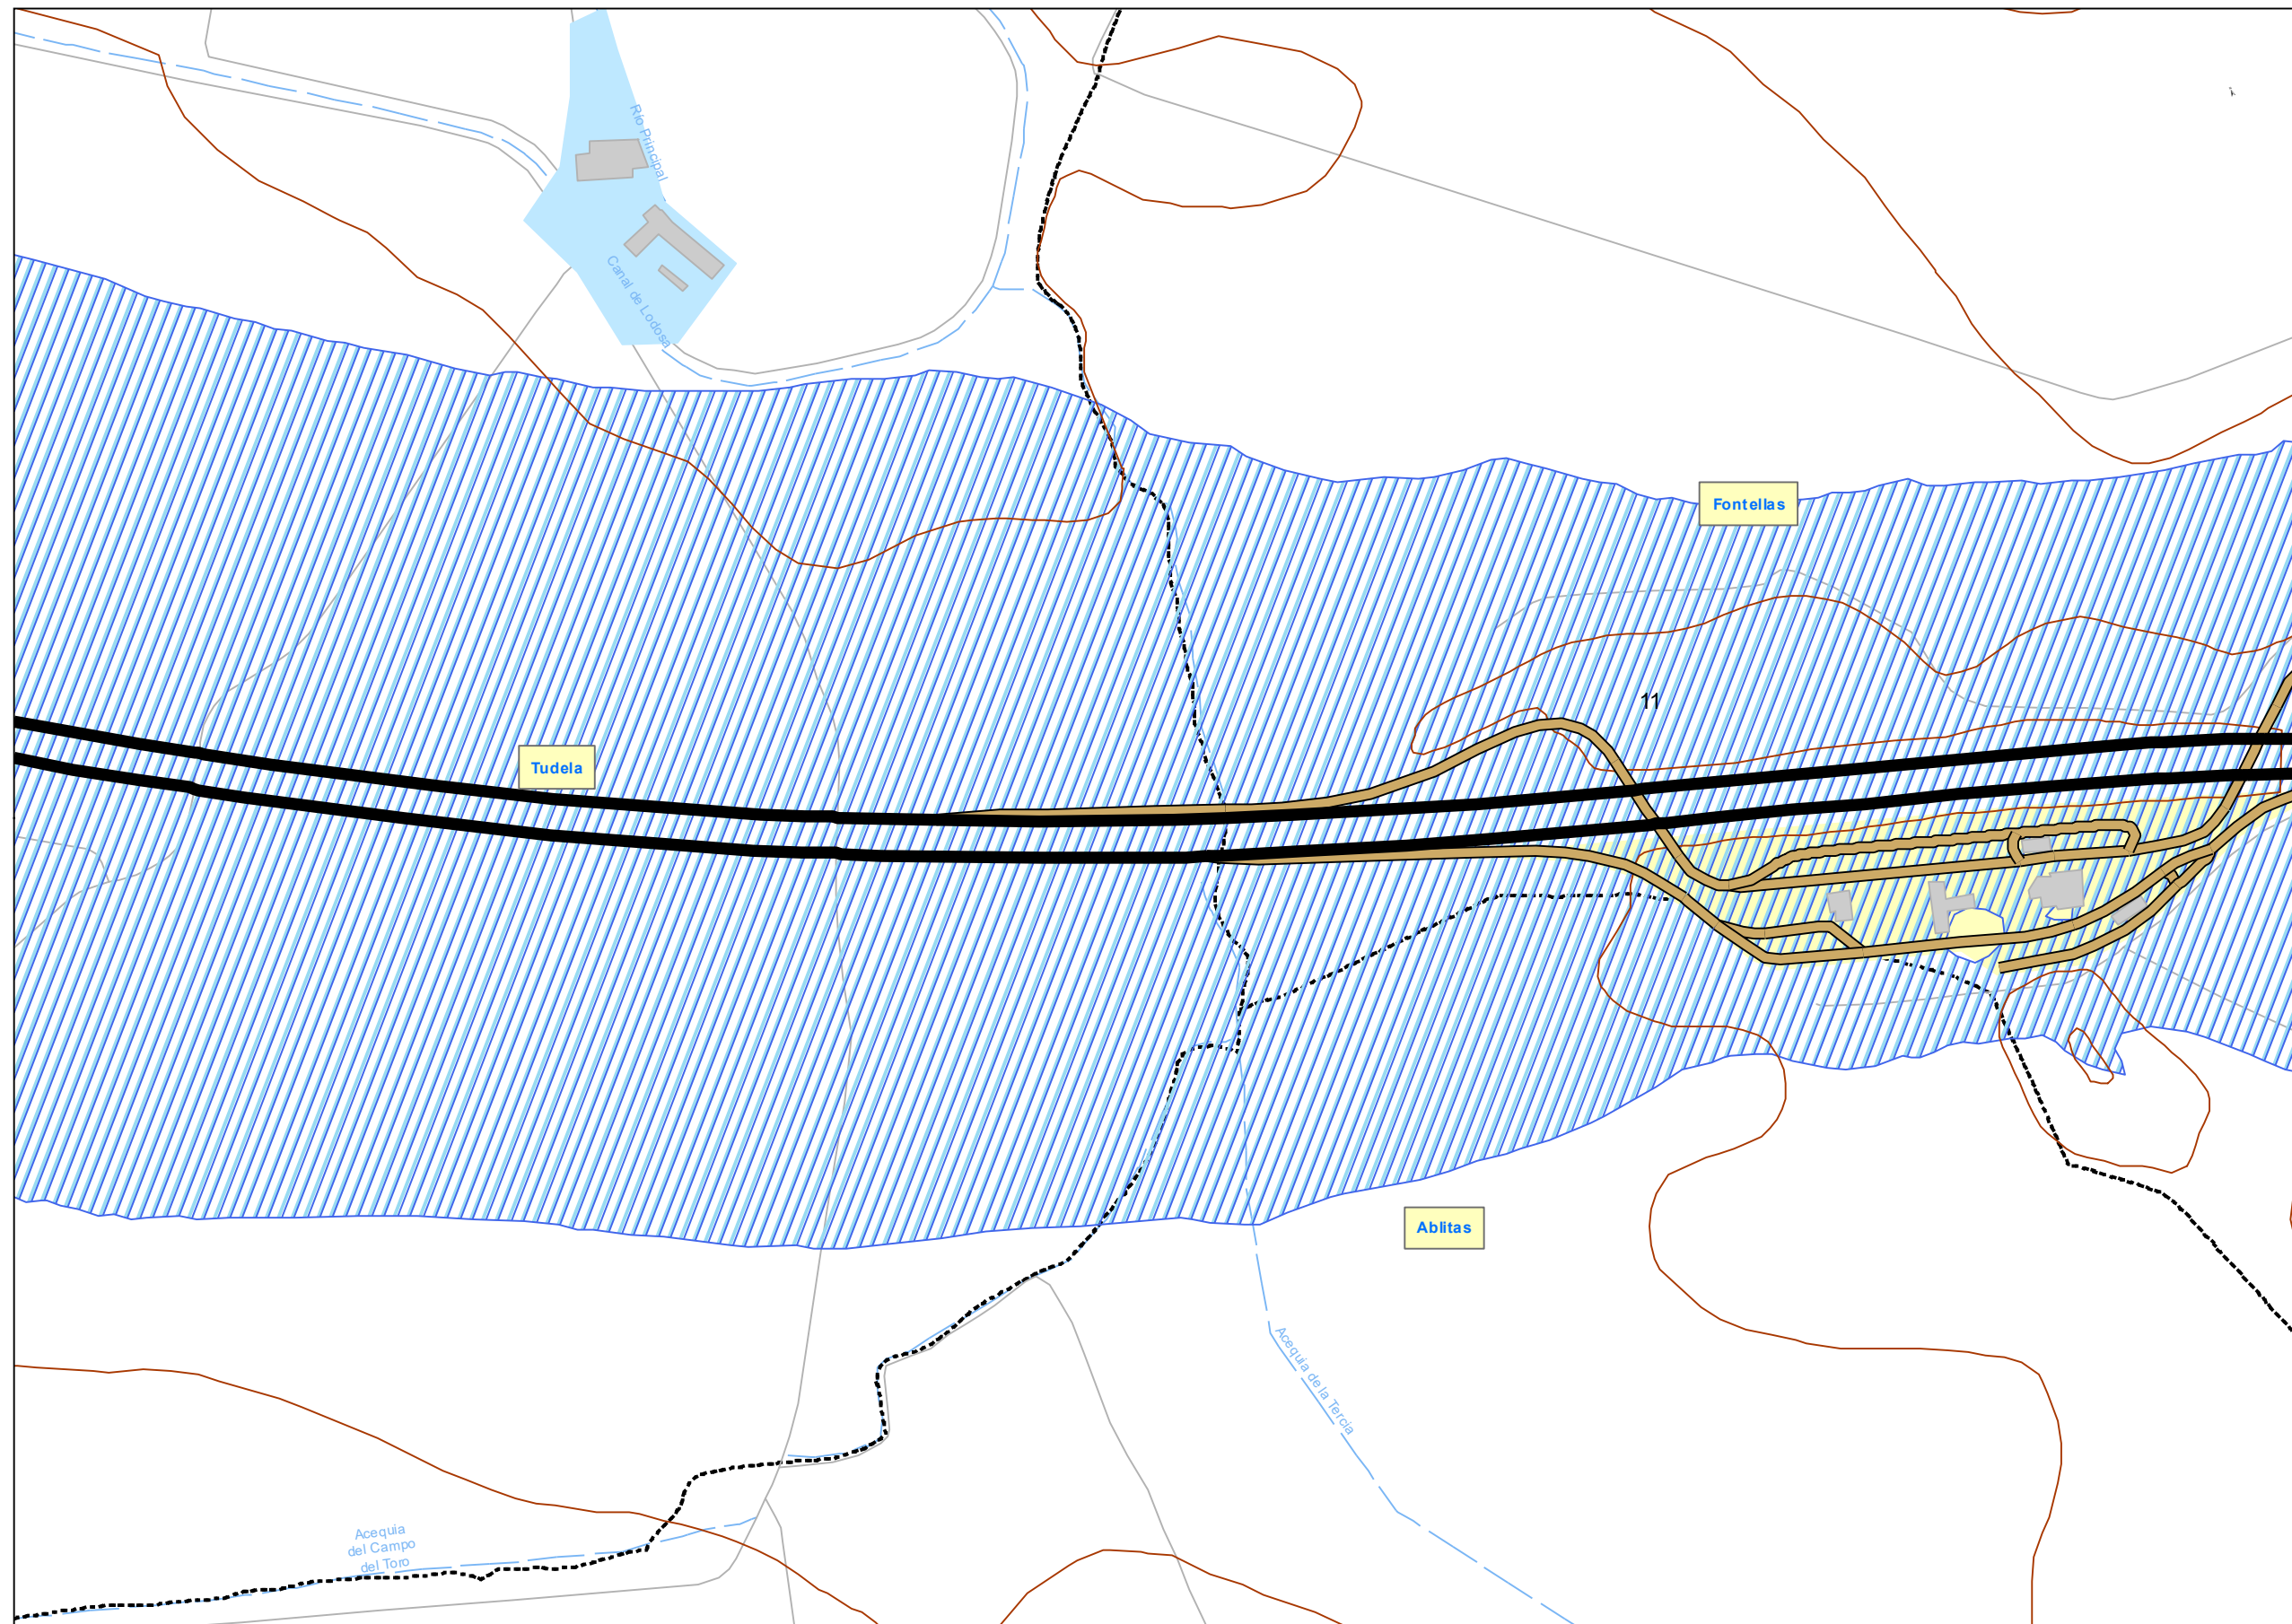 Río Principal
Canal de Lodosa
Fontellas
11
Tudela
Ablitas
Acequia de la Tercia
Acequia
del Campo
del Toro